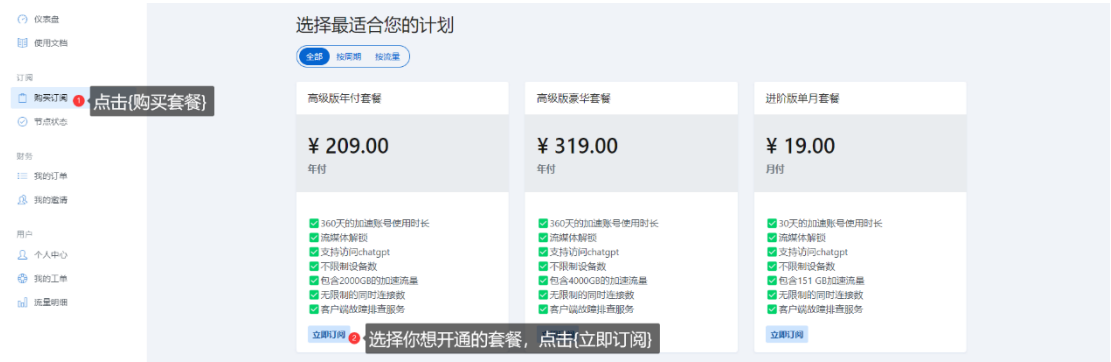 仪表盘
使用文档
订阅
购买订阅
1
点击{购买套餐}
节点状态
财务
我的订单
我的邀请
用户
个人中心
我的工单
流量明细
选择最适合您的计划
全部 按周期 按流量
高级版年付套餐
¥ 209.00
年付
360天的加速账号使用时长
流媒体解锁
支持访问chatgpt
不限制设备数
包含2000GB的加速流量
无限制的同时连接数
客户端故障排查服务
立即订阅
2
选择你想开通的套餐，点击{立即订阅}
高级版豪华套餐
¥ 319.00
年付
360天的加速账号使用时长
流媒体解锁
支持访问chatgpt
不限制设备数
包含4000GB的加速流量
无限制的同时连接数
客户端故障排查服务
进阶版单月套餐
¥ 19.00
月付
30天的加速账号使用时长
流媒体解锁
支持访问chatgpt
不限制设备数
包含151 GB加速流量
无限制的同时连接数
客户端故障排查服务
立即订阅